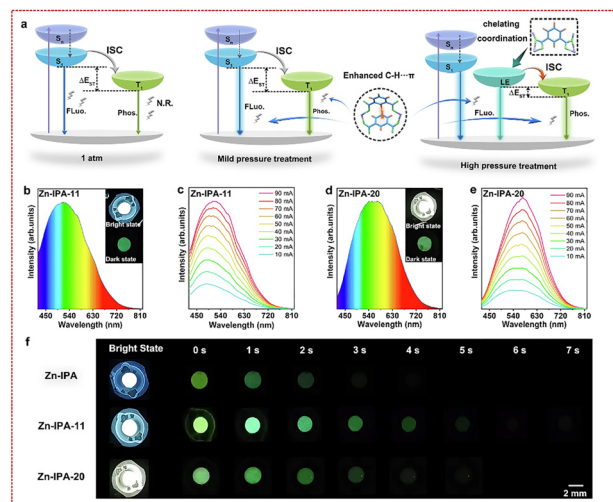 a
chelating
coordination
Sn
Sn
Sn
ISC
ISC
ISC
S1
S1
S1
LE
ΔEST
ΔEST
ΔEST
T1
T1
T1
Enhanced C-H···π
N.R.
FLuo.
Phos.
FLuo.
Phos.
FLuo.
Phos.
1 atm
Mild pressure treatment
High pressure treatment
b
Zn-IPA-11
Bright state
Dark state
Intensity (arb.units)
450 540 630 720 810
Wavelength (nm)
c
Zn-IPA-11
90 mA
80 mA
70 mA
60 mA
50 mA
40 mA
30 mA
20 mA
10 mA
Intensity (arb.units)
450 540 630 720 810
Wavelength (nm)
d
Zn-IPA-20
Bright state
Dark state
Intensity (arb.units)
450 540 630 720 810
Wavelength (nm)
e
Zn-IPA-20
90 mA
80 mA
70 mA
60 mA
50 mA
40 mA
30 mA
20 mA
10 mA
Intensity (arb.units)
450 540 630 720 810
Wavelength (nm)
f
Bright State 0 s 1 s 2 s 3 s 4 s 5 s 6 s 7 s
Zn-IPA
Zn-IPA-11
Zn-IPA-20
2 mm